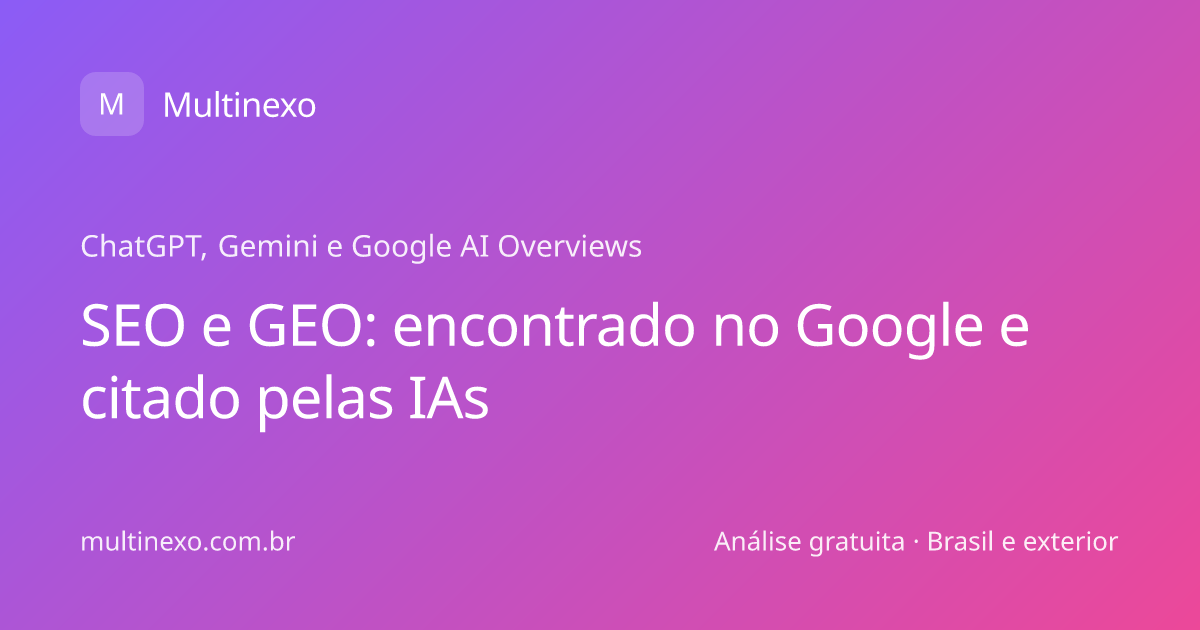 M
Multinexo
ChatGPT, Gemini e Google AI Overviews
SEO e GEO: encontrado no Google e
citado pelas IAs
multinexo.com.br
Análise gratuita · Brasil e exterior